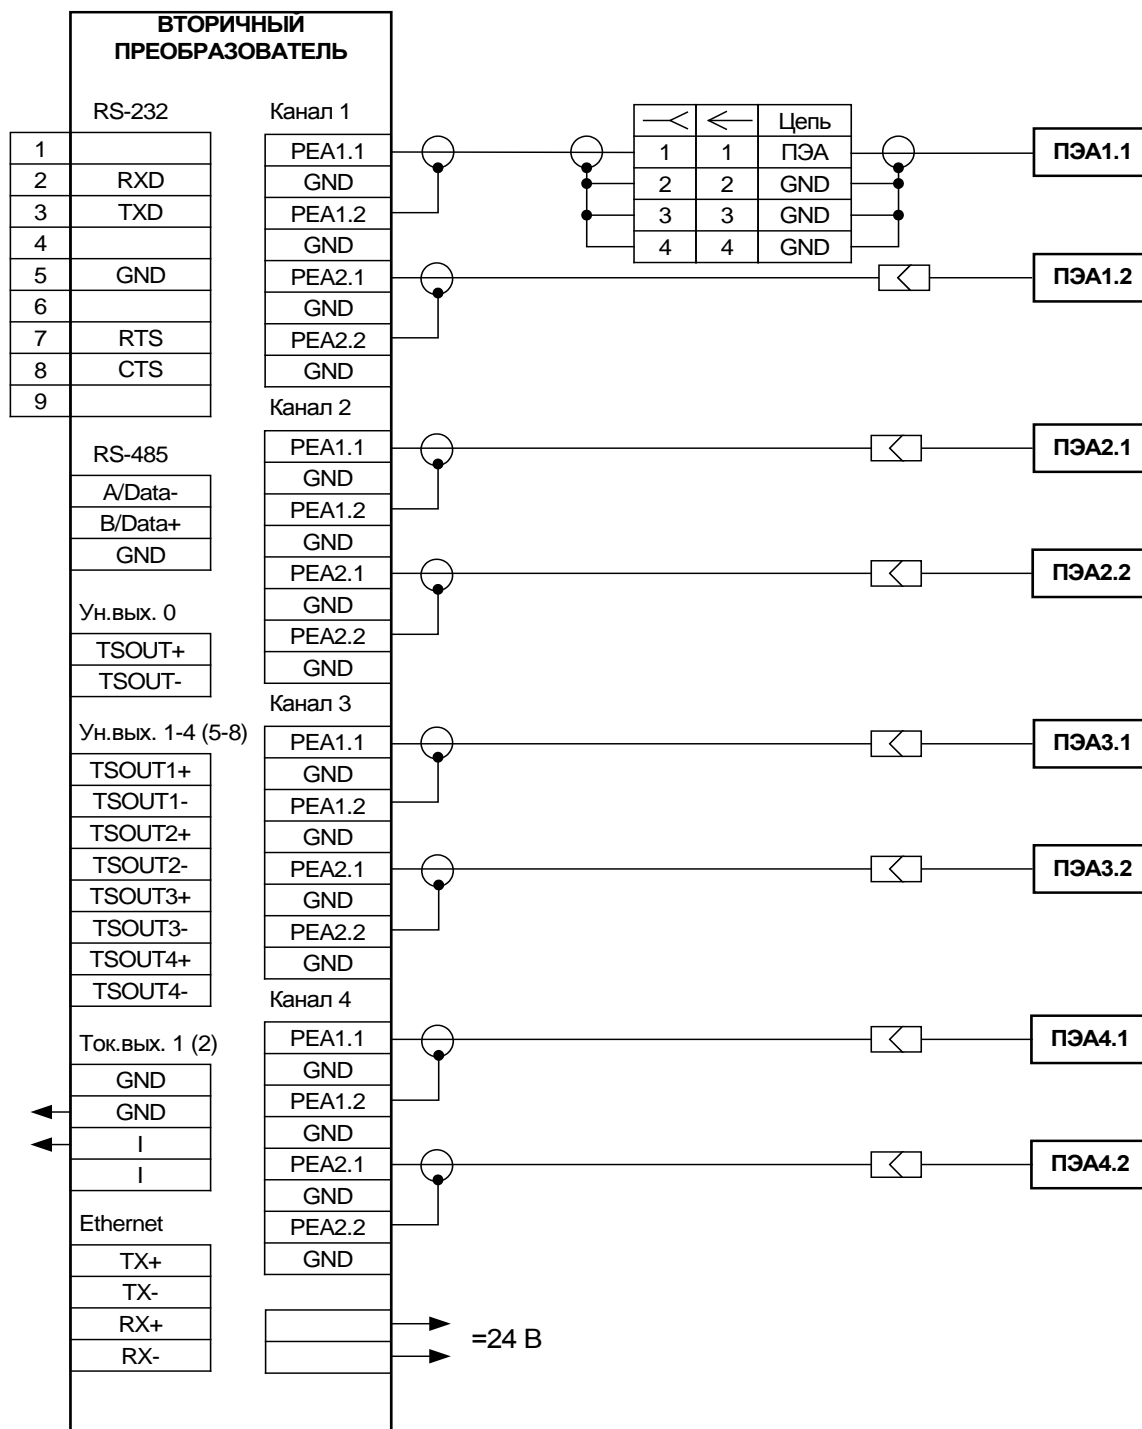 ВТОРИЧНЫЙ
ПРЕОБРАЗОВАТЕЛЬ
RS-232
1
2 RXD
3 TXD
4
5 GND
6
7 RTS
8 CTS
9
RS-485
A/Data-
B/Data+
GND
Ун.вых. 0
TSOUT+
TSOUT-
Ун.вых. 1-4 (5-8)
TSOUT1+
TSOUT1-
TSOUT2+
TSOUT2-
TSOUT3+
TSOUT3-
TSOUT4+
TSOUT4-
Ток.вых. 1 (2)
GND
GND
I
I
Ethernet
TX+
TX-
RX+
RX-
Канал 1
PEA1.1
GND
PEA1.2
GND
PEA2.1
GND
PEA2.2
GND
Канал 2
PEA1.1
GND
PEA1.2
GND
PEA2.1
GND
PEA2.2
GND
Канал 3
PEA1.1
GND
PEA1.2
GND
PEA2.1
GND
PEA2.2
GND
Канал 4
PEA1.1
GND
PEA1.2
GND
PEA2.1
GND
PEA2.2
GND
=24 В
Цепь
1 1 ПЭА
2 2 GND
3 3 GND
4 4 GND
ПЭА1.1
ПЭА1.2
ПЭА2.1
ПЭА2.2
ПЭА3.1
ПЭА3.2
ПЭА4.1
ПЭА4.2